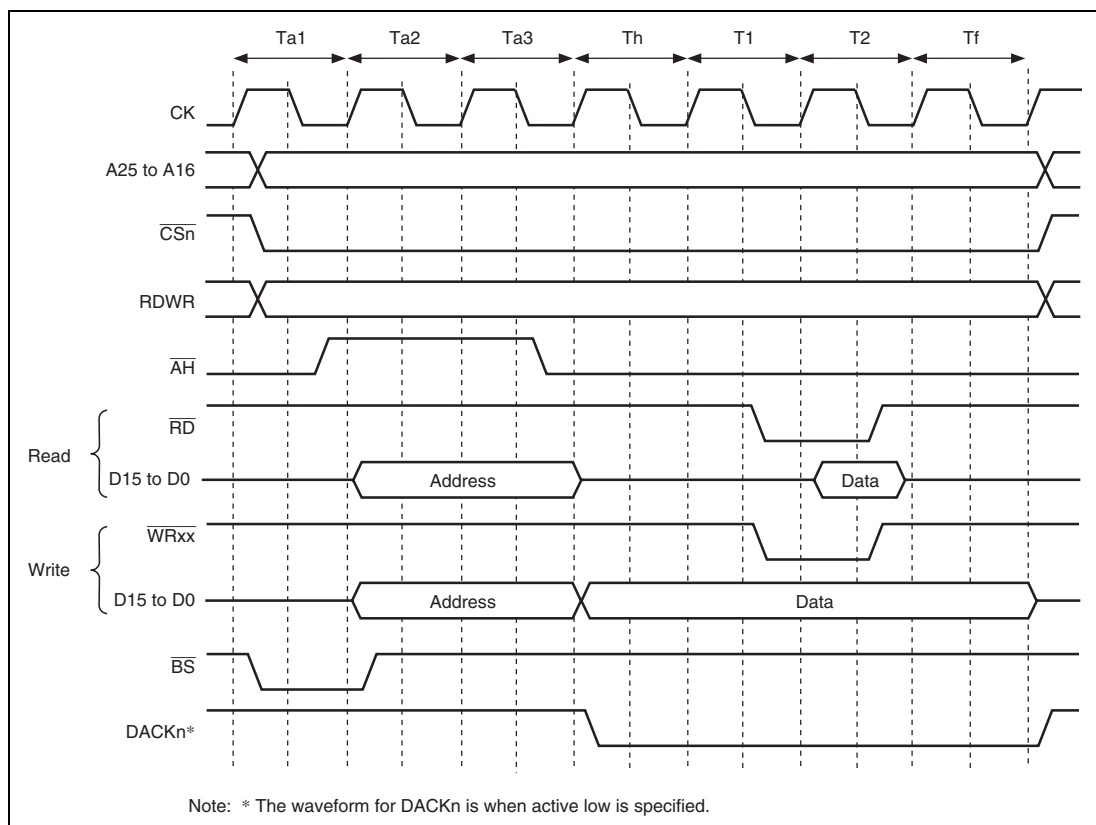 Ta1 Ta2 Ta3 Th T1 T2 Tf
CK
A25 to A16
CSn
RDWR
AH
RD
Read
D15 to D0 Address Data
WRxx
Write
D15 to D0 Address Data
BS
DACKn*
Note: * The waveform for DACKn is when active low is specified.